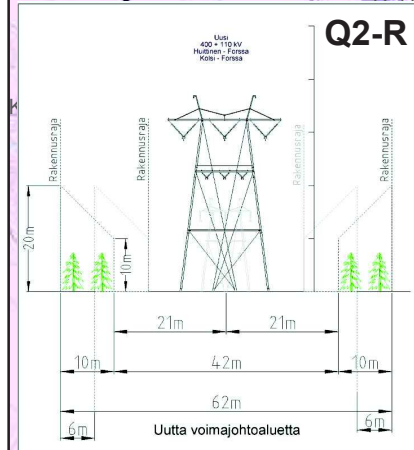 Q2-R
Uusi
400 + 110 kV
Huittinen - Forssa
Kolsi - Forssa
Rakennusraja
Rakennusraja
Rakennusraja
Rakennusraja
20m
10m
21m
21m
10m
42m
10m
62m
6m
Uutta voimajohtoaluetta
6m